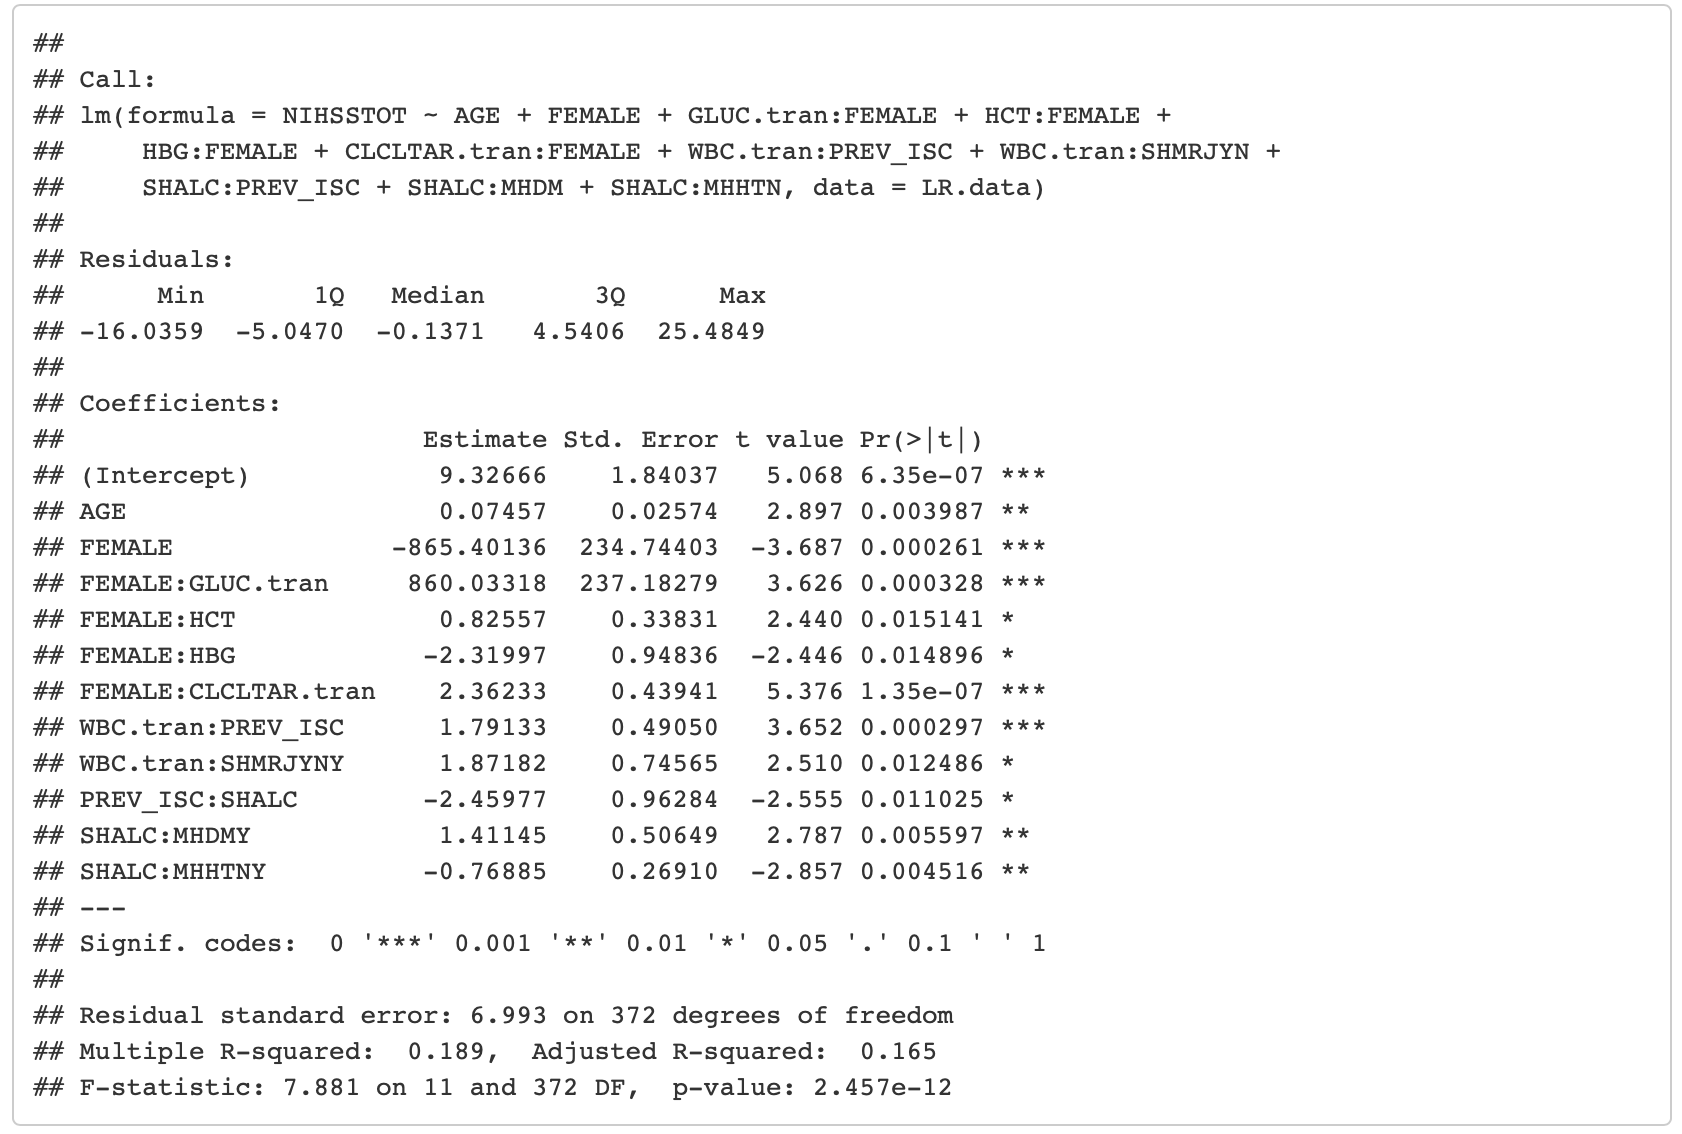 ##
## Call:
## lm(formula = NIHSSTOT ~ AGE + FEMALE + GLUC.tran:FEMALE + HCT:FEMALE +
##     HBG:FEMALE + CLCLTAR.tran:FEMALE + WBC.tran:PREV_ISC + WBC.tran:SHMRJYN +
##     SHALC:PREV_ISC + SHALC:MHDM + SHALC:MHHTN, data = LR.data)
##
## Residuals:
##      Min       1Q   Median       3Q      Max
## -16.0359  -5.0470  -0.1371   4.5406  25.4849
##
## Coefficients:
##                       Estimate Std. Error t value Pr(>|t|)
## (Intercept)            9.32666    1.84037   5.068 6.35e-07 ***
## AGE                    0.07457    0.02574   2.897 0.003987 **
## FEMALE              -865.40136  234.74403  -3.687 0.000261 ***
## FEMALE:GLUC.tran     860.03318  237.18279   3.626 0.000328 ***
## FEMALE:HCT             0.82557    0.33831   2.440 0.015141 *
## FEMALE:HBG            -2.31997    0.94836  -2.446 0.014896 *
## FEMALE:CLCLTAR.tran    2.36233    0.43941   5.376 1.35e-07 ***
## WBC.tran:PREV_ISC      1.79133    0.49050   3.652 0.000297 ***
## WBC.tran:SHMRJYNY      1.87182    0.74565   2.510 0.012486 *
## PREV_ISC:SHALC        -2.45977    0.96284  -2.555 0.011025 *
## SHALC:MHDMY            1.41145    0.50649   2.787 0.005597 **
## SHALC:MHHTNY          -0.76885    0.26910  -2.857 0.004516 **
## ---
## Signif. codes:  0 '***' 0.001 '**' 0.01 '*' 0.05 '.' 0.1 ' ' 1
##
## Residual standard error: 6.993 on 372 degrees of freedom
## Multiple R-squared:  0.189,  Adjusted R-squared:  0.165
## F-statistic: 7.881 on 11 and 372 DF,  p-value: 2.457e-12